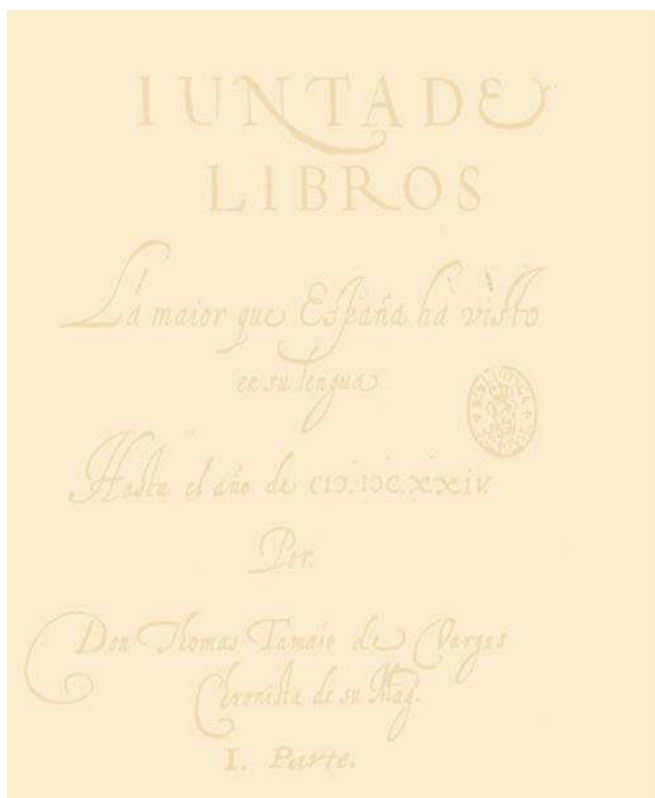 IUNTA DE
LIBROS
La maior que España ha visto
en su lengua
Hasta el año de CIↃ.IↃC.XXIV.
Por
Don Thomas Tamaio de Vargas
Chronista de su Mag.
I. Parte.